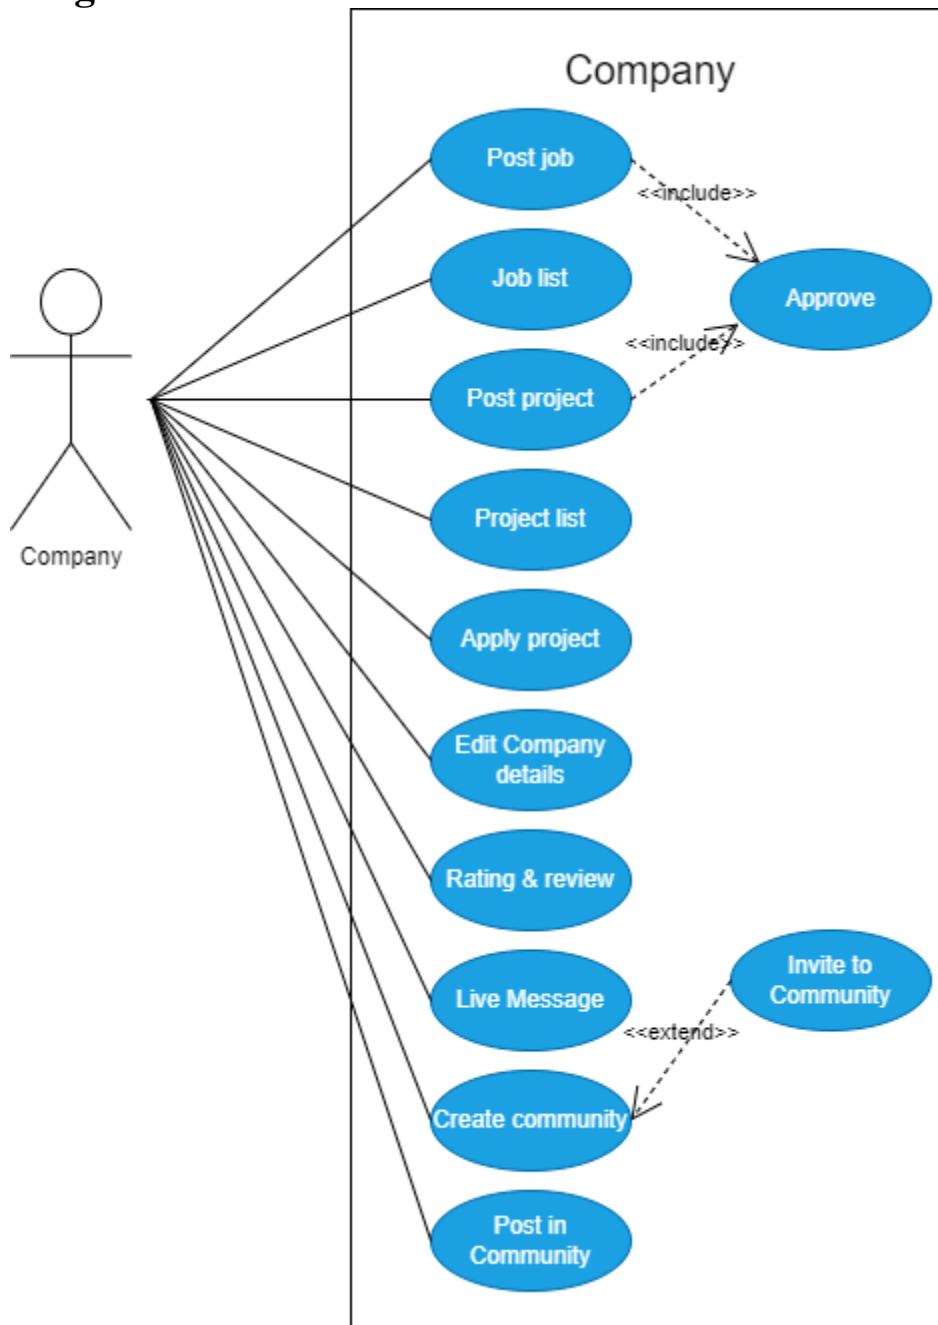 Company
Post job
<<include>>
Job list
Approve
<<include>>
Post project
Project list
Company
Apply project
Edit Company
details
Rating & review
Invite to
Community
Live Message
<<extend>>
Create community
Post in
Community